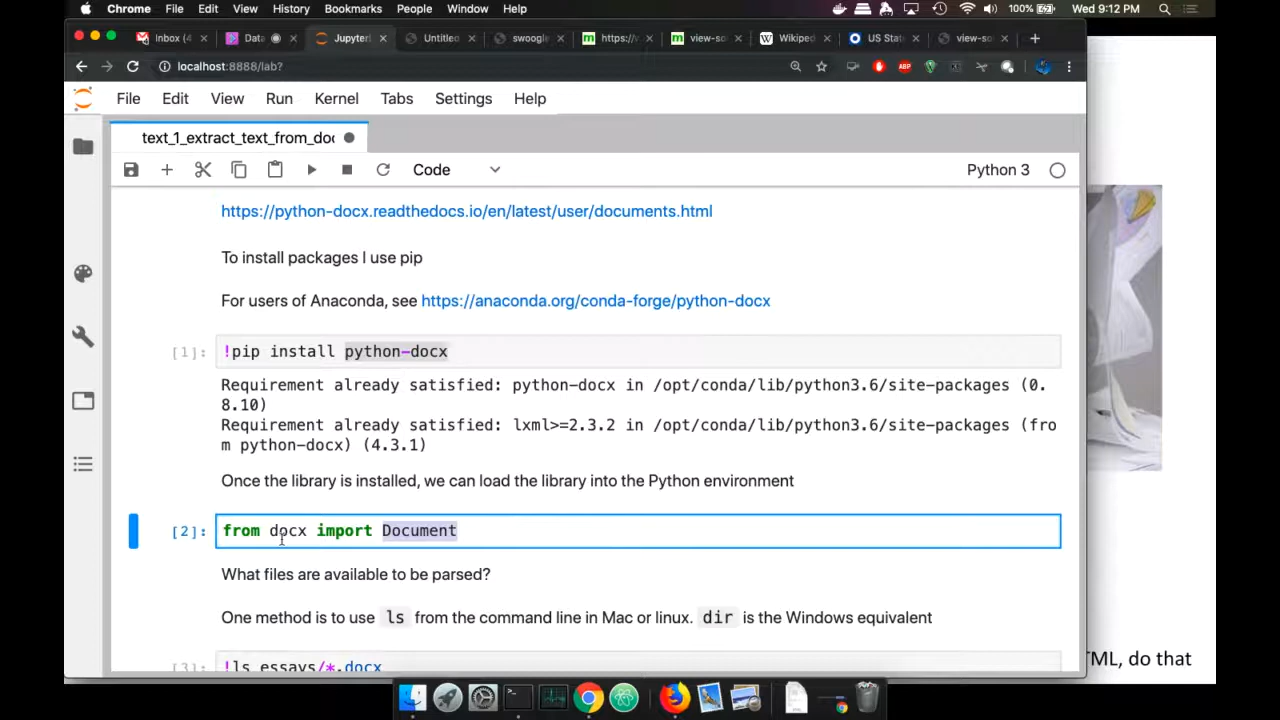 Chrome File Edit View History Bookmarks People Window Help 100% Wed 9:12 PM
Inbox (4 Data Jupyter Untitled swoogle https://v view-so Wikiped US Stat view-so
localhost:8888/lab?
File Edit View Run Kernel Tabs Settings Help
text_1_extract_text_from_doc
Code Python 3
https://python-docx.readthedocs.io/en/latest/user/documents.html
To install packages I use pip
For users of Anaconda, see https://anaconda.org/conda-forge/python-docx
[1]: !pip install python-docx
Requirement already satisfied: python-docx in /opt/conda/lib/python3.6/site-packages (0.
8.10)
Requirement already satisfied: lxml>=2.3.2 in /opt/conda/lib/python3.6/site-packages (fro
m python-docx) (4.3.1)
Once the library is installed, we can load the library into the Python environment
[2]: from docx import Document
What files are available to be parsed?
One method is to use ls from the command line in Mac or linux. dir is the Windows equivalent
[3]: !ls essays/*.docx
TML, do that